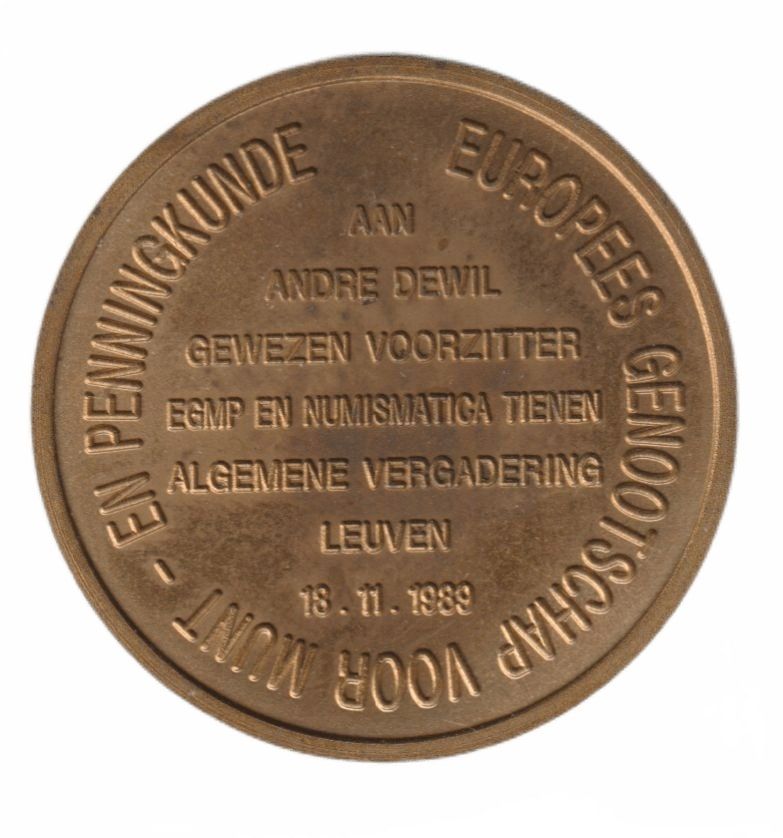 EUROPEES GENOOTSCHAP VOOR MUNT - EN PENNINGKUNDE
AAN
ANDRE DEWIL
GEWEZEN VOORZITTER
EGMP EN NUMISMATICA TIENEN
ALGEMENE VERGADERING
LEUVEN
18.11.1989